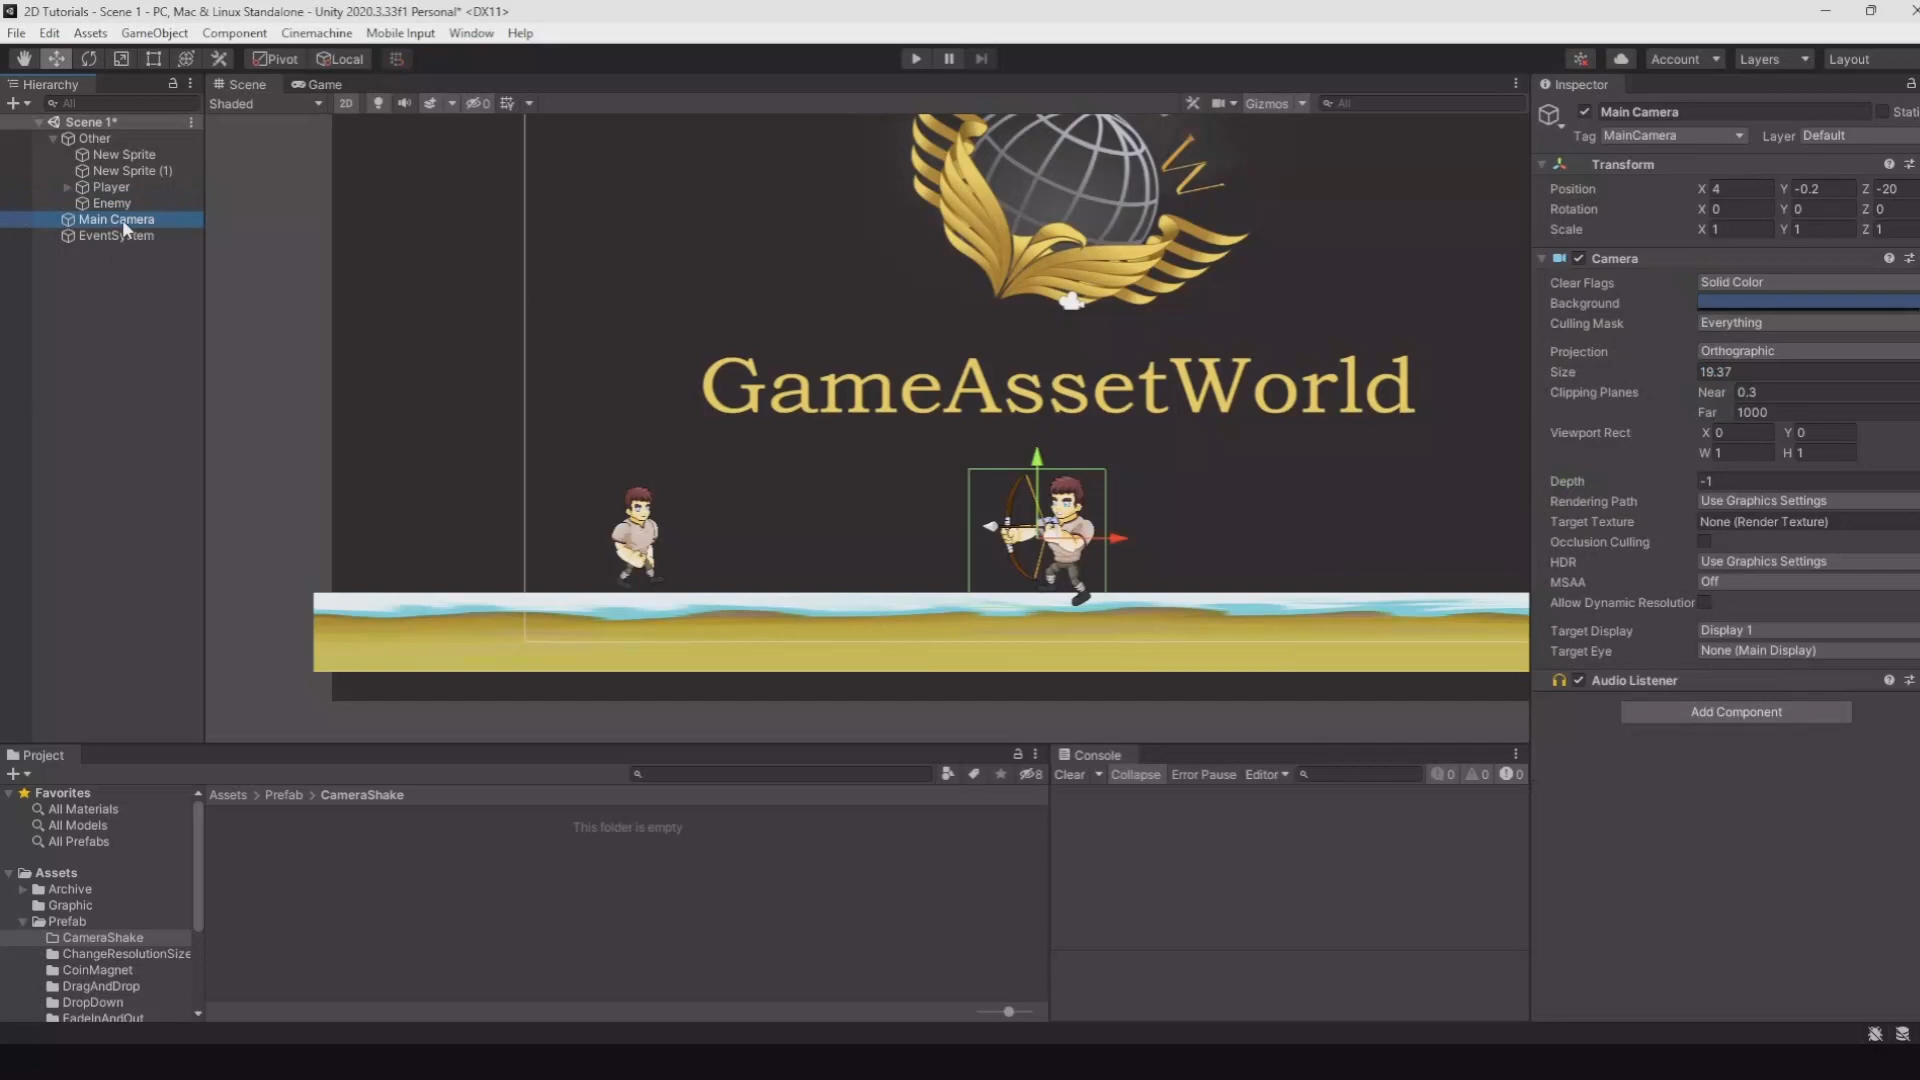 2D Tutorials - Scene 1 - PC, Mac & Linux Standalone - Unity 2020.3.33f1 Personal* <DX11>
File Edit Assets GameObject Component Cinemachine Mobile Input Window Help
Pivot Local Account Layers Layout
Hierarchy
All
Scene 1*
Other
New Sprite
New Sprite (1)
Player
Enemy
Main Camera
EventSystem
Scene Game
Shaded 2D 0 Gizmos All
W
GameAssetWorld
Inspector
Main Camera Stati
Tag MainCamera Layer Default
Transform
Position X 4 Y -0.2 Z -20
Rotation X 0 Y 0 Z 0
Scale X 1 Y 1 Z 1
Camera
Clear Flags Solid Color
Background
Culling Mask Everything
Projection Orthographic
Size 19.37
Clipping Planes Near 0.3
Far 1000
Viewport Rect X 0 Y 0
W 1 H 1
Depth -1
Rendering Path Use Graphics Settings
Target Texture None (Render Texture)
Occlusion Culling
HDR Use Graphics Settings
MSAA Off
Allow Dynamic Resolution
Target Display Display 1
Target Eye None (Main Display)
Audio Listener
Add Component
Project
8
Favorites
All Materials
All Models
All Prefabs
Assets
Archive
Graphic
Prefab
CameraShake
ChangeResolutionSize
CoinMagnet
DragAndDrop
DropDown
FadeInAndOut
Assets > Prefab > CameraShake
This folder is empty
Console
Clear Collapse Error Pause Editor 0 0 0